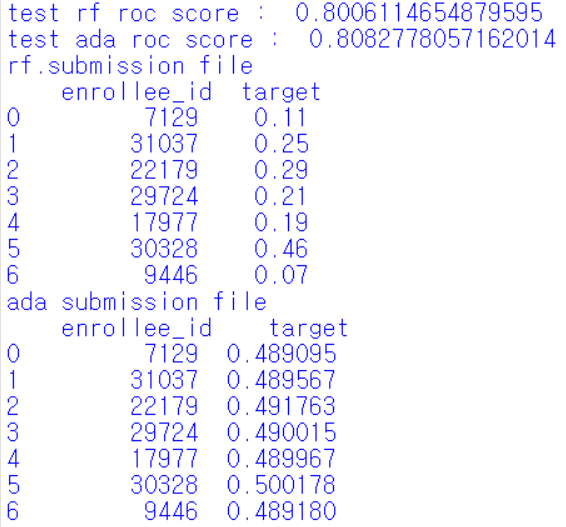 test rf roc score :  0.8006114654879595
test ada roc score :  0.8082778057162014
rf.submission file
enrollee_id  target
0  7129  0.11
1  31037  0.25
2  22179  0.29
3  29724  0.21
4  17977  0.19
5  30328  0.46
6  9446  0.07
ada submission file
enrollee_id  target
0  7129  0.489095
1  31037  0.489567
2  22179  0.491763
3  29724  0.490015
4  17977  0.489967
5  30328  0.500178
6  9446  0.489180